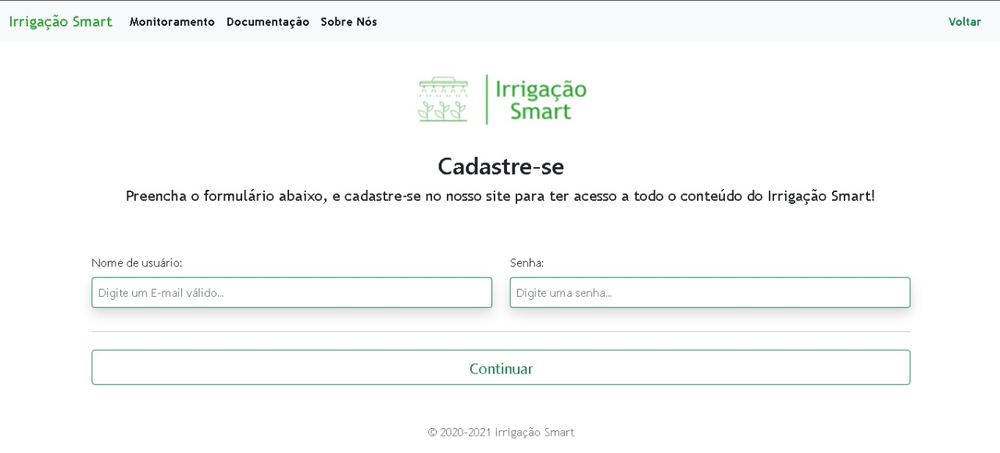 Irrigação Smart Monitoramento Documentação Sobre Nós Voltar
Irrigação
Smart
Cadastre-se
Preencha o formulário abaixo, e cadastre-se no nosso site para ter acesso a todo o conteúdo do Irrigação Smart!
Nome de usuário: Senha:
Digite um E-mail válido... Digite uma senha...
Continuar
© 2020-2021 Irrigação Smart